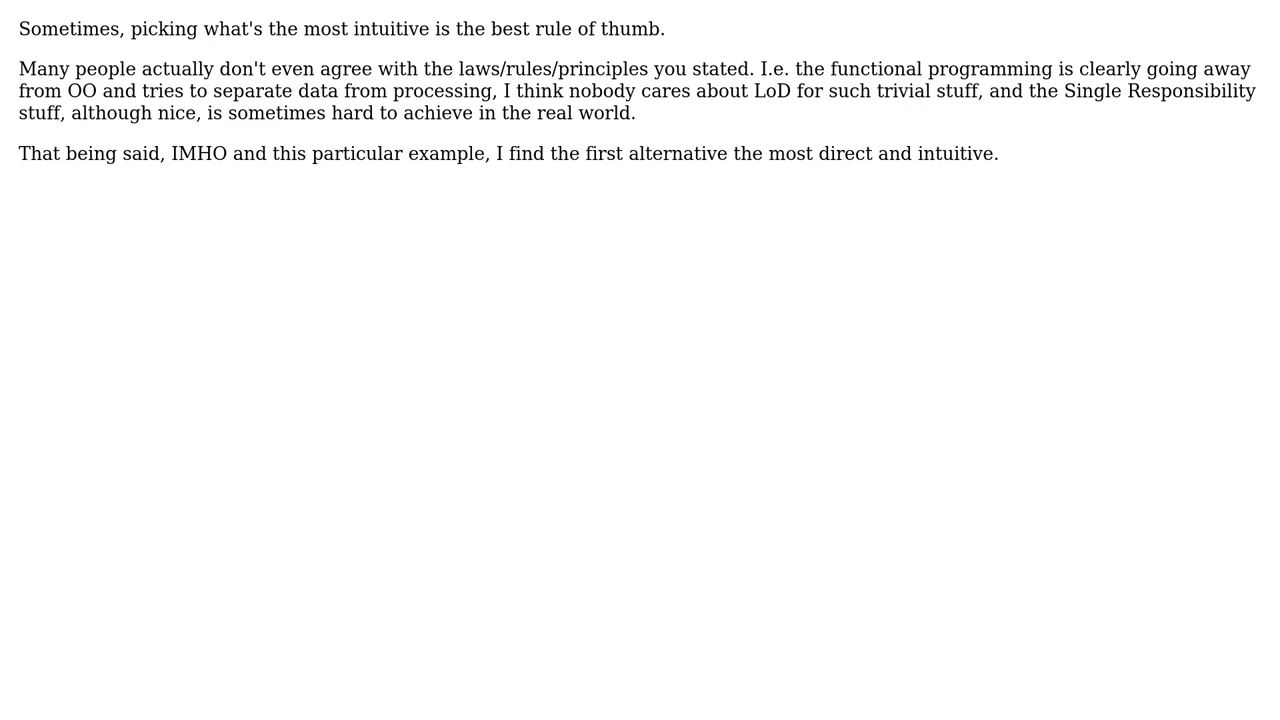 Sometimes, picking what's the most intuitive is the best rule of thumb.
Many people actually don't even agree with the laws/rules/principles you stated. I.e. the functional programming is clearly going away
from OO and tries to separate data from processing, I think nobody cares about LoD for such trivial stuff, and the Single Responsibility
stuff, although nice, is sometimes hard to achieve in the real world.
That being said, IMHO and this particular example, I find the first alternative the most direct and intuitive.